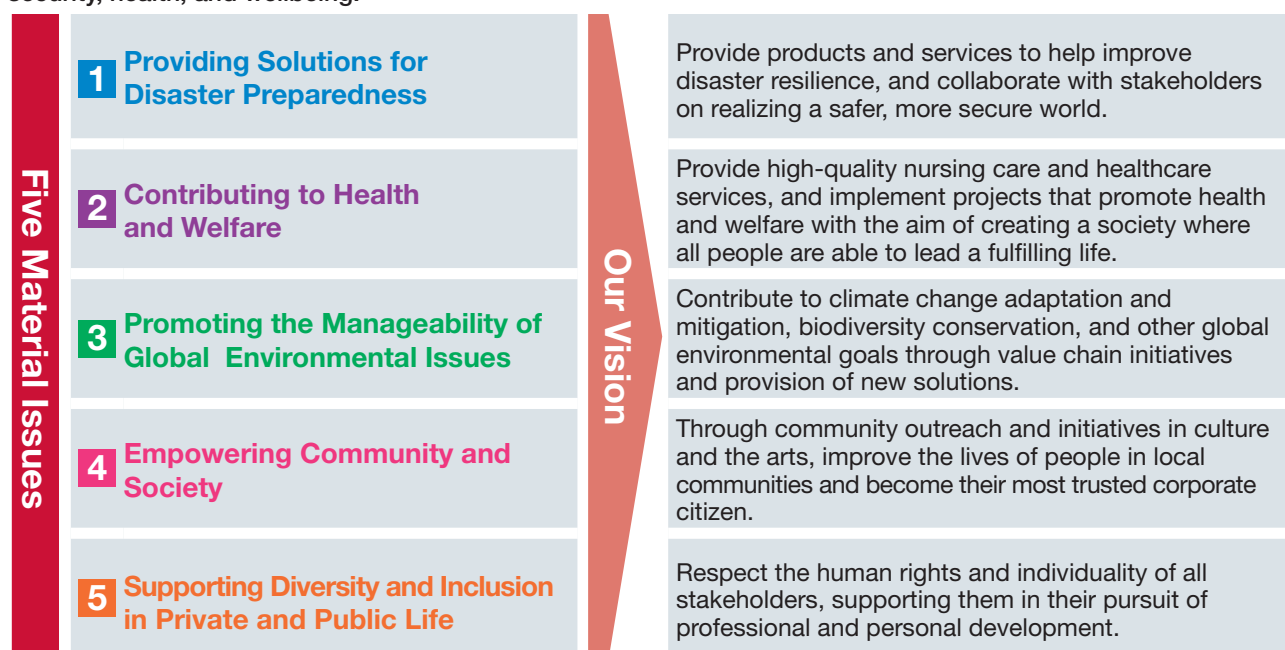 security, health, and wellbeing.
Five Material Issues
1
Providing Solutions for
Disaster Preparedness
2
Contributing to Health
and Welfare
3
Promoting the Manageability of
Global Environmental Issues
4
Empowering Community and
Society
5
Supporting Diversity and Inclusion
in Private and Public Life
Our Vision
Provide products and services to help improve
disaster resilience, and collaborate with stakeholders
on realizing a safer, more secure world.
Provide high-quality nursing care and healthcare
services, and implement projects that promote health
and welfare with the aim of creating a society where
all people are able to lead a fulfilling life.
Contribute to climate change adaptation and
mitigation, biodiversity conservation, and other global
environmental goals through value chain initiatives
and provision of new solutions.
Through community outreach and initiatives in culture
and the arts, improve the lives of people in local
communities and become their most trusted corporate
citizen.
Respect the human rights and individuality of all
stakeholders, supporting them in their pursuit of
professional and personal development.